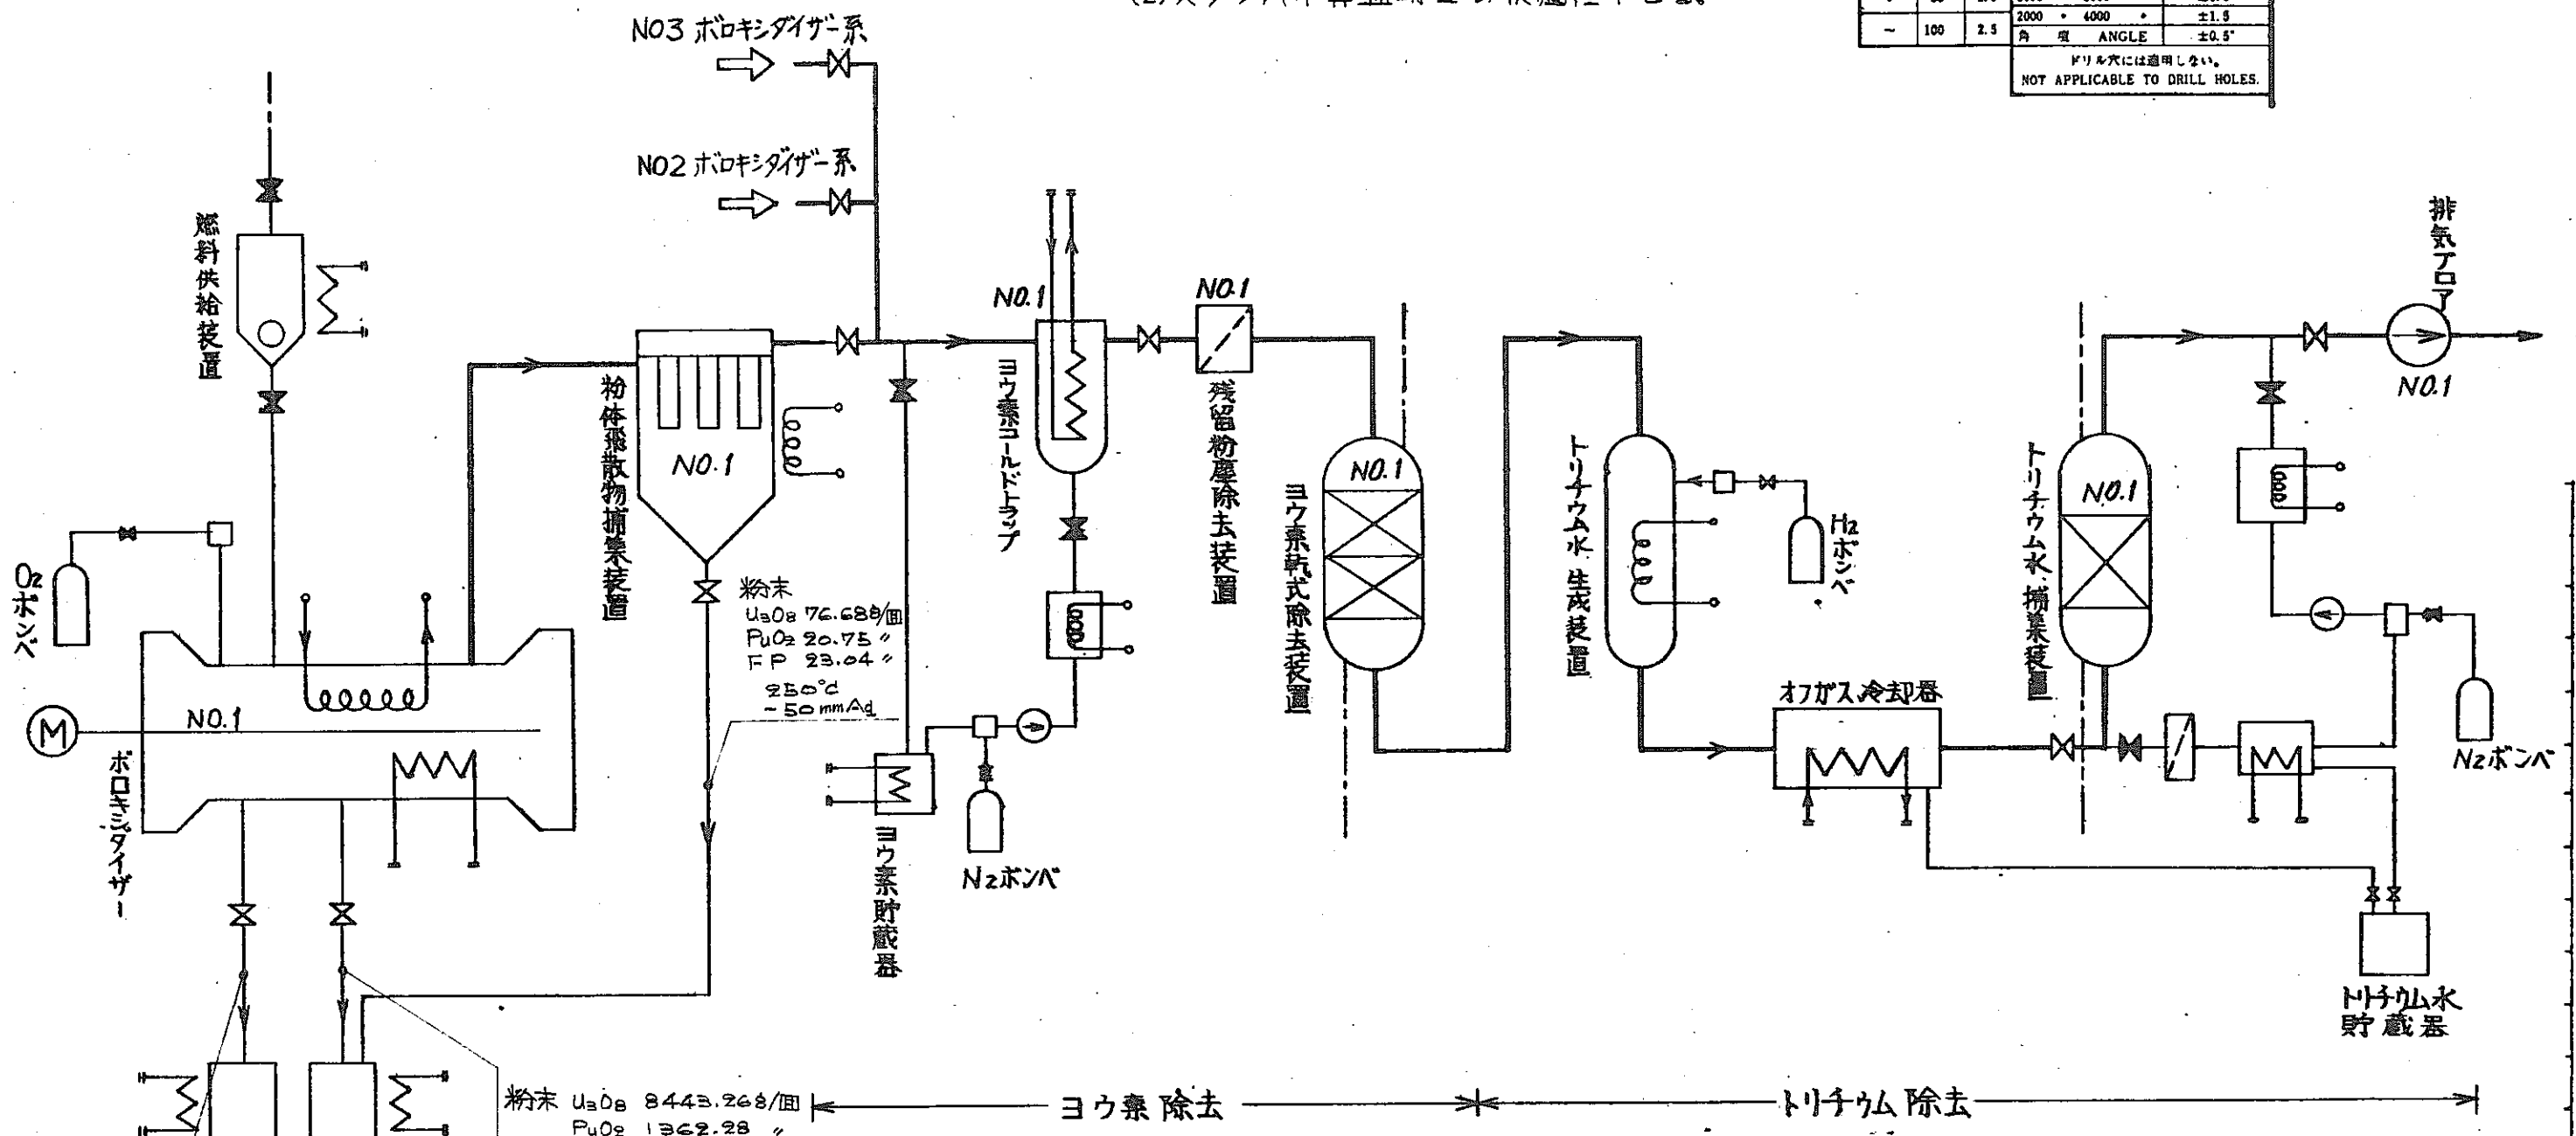 NO3 ボロキシダイザー系
NO2 ボロキシダイザー系
100
2.5
2000 〃 4000 〃
±1.5
角 度 ANGLE
±0.5°
ドリル穴には適用しない。
NOT APPLICABLE TO DRILL HOLES.
燃料供給装置
O2ボンベ
M
NO.1
ボロキシダイザー
粉体飛散物捕集装置
NO.1
粉末
U3O8 76.688/回
PuO2 20.75 〃
FP 23.04 〃
250℃
-50mmAq
NO.1
ヨウ素コールドトラップ
NO.1
残留粉塵除去装置
ヨウ素貯蔵器
N2ボンベ
NO.1
ヨウ素乾式除去装置
トリチウム水生成装置
H2ボンベ
オフガス冷却器
NO.1
トリチウム水捕集装置
排気ブロア
NO.1
N2ボンベ
トリチウム水
貯蔵器
粉末 U3O8 8443.268/回
PuO2 1362.28 〃
ヨウ素除去
トリチウム除去